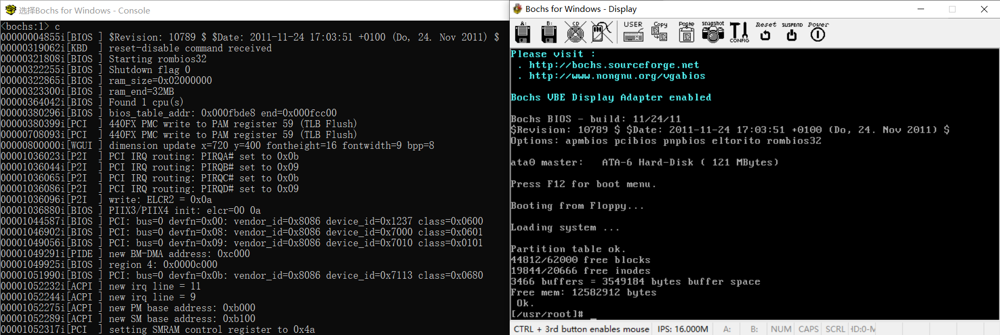 选择Bochs for Windows - Console
<bochs:1> c
00000004855i[BIOS ] $Revision: 10789 $ $Date: 2011-11-24 17:03:51 +0100 (Do, 24. Nov 2011) $
00000319062i[KBD  ] reset-disable command received
00000321808i[BIOS ] Starting rombios32
00000322255i[BIOS ] Shutdown flag 0
00000322865i[BIOS ] ram_size=0x02000000
00000323300i[BIOS ] ram_end=32MB
00000364042i[BIOS ] Found 1 cpu(s)
00000380296i[BIOS ] bios_table_addr: 0x000fbde8 end=0x000fcc00
00000380399i[PCI  ] 440FX PMC write to PAM register 59 (TLB Flush)
00000708093i[PCI  ] 440FX PMC write to PAM register 59 (TLB Flush)
00000800000i[WGUI ] dimension update x=720 y=400 fontheight=16 fontwidth=9 bpp=8
00001036023i[P2I  ] PCI IRQ routing: PIRQA# set to 0x0b
00001036044i[P2I  ] PCI IRQ routing: PIRQB# set to 0x09
00001036065i[P2I  ] PCI IRQ routing: PIRQC# set to 0x0b
00001036086i[P2I  ] PCI IRQ routing: PIRQD# set to 0x09
00001036096i[P2I  ] write: ELCR2 = 0x0a
00001036880i[BIOS ] PIIX3/PIIX4 init: elcr=00 0a
00001044587i[BIOS ] PCI: bus=0 devfn=0x00: vendor_id=0x8086 device_id=0x1237 class=0x0600
00001046902i[BIOS ] PCI: bus=0 devfn=0x08: vendor_id=0x8086 device_id=0x7000 class=0x0601
00001049056i[BIOS ] PCI: bus=0 devfn=0x09: vendor_id=0x8086 device_id=0x7010 class=0x0101
00001049291i[PIDE ] new BM-DMA address: 0xc000
00001049925i[BIOS ] region 4: 0x0000c000
00001051990i[BIOS ] PCI: bus=0 devfn=0x0b: vendor_id=0x8086 device_id=0x7113 class=0x0680
00001052232i[ACPI ] new irq line = 11
00001052244i[ACPI ] new irq line = 9
00001052275i[ACPI ] new PM base address: 0xb000
00001052289i[ACPI ] new SM base address: 0xb100
00001052317i[PCI  ] setting SMRAM control register to 0x4a
Bochs for Windows - Display
A: B: CD USER Copy Paste snapshot CONFIG Reset SUSPEND Power
Please visit :
. http://bochs.sourceforge.net
. http://www.nongnu.org/vgabios
Bochs VBE Display Adapter enabled
Bochs BIOS - build: 11/24/11
$Revision: 10789 $ $Date: 2011-11-24 17:03:51 +0100 (Do, 24. Nov 2011) $
Options: apmbios pcibios pnpbios eltorito rombios32
ata0 master:   ATA-6 Hard-Disk ( 121 MBytes)
Press F12 for boot menu.
Booting from Floppy...
Loading system ...
Partition table ok.
44812/62000 free blocks
19844/20666 free inodes
3466 buffers = 3549184 bytes buffer space
Free mem: 12582912 bytes
Ok.
[/usr/root]# _
CTRL + 3rd button enables mouse IPS: 16.000M A: B: NUM CAPS SCRL